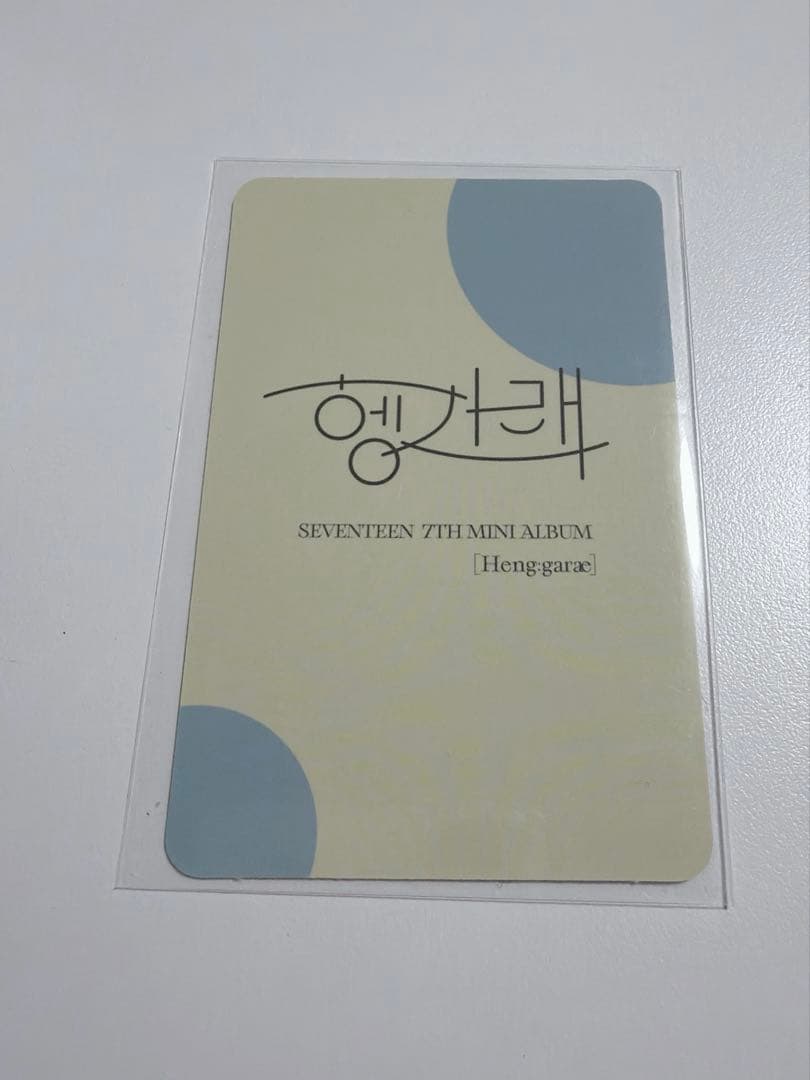 헹가래
SEVENTEEN 7TH MINI ALBUM
[Heng:garæ]